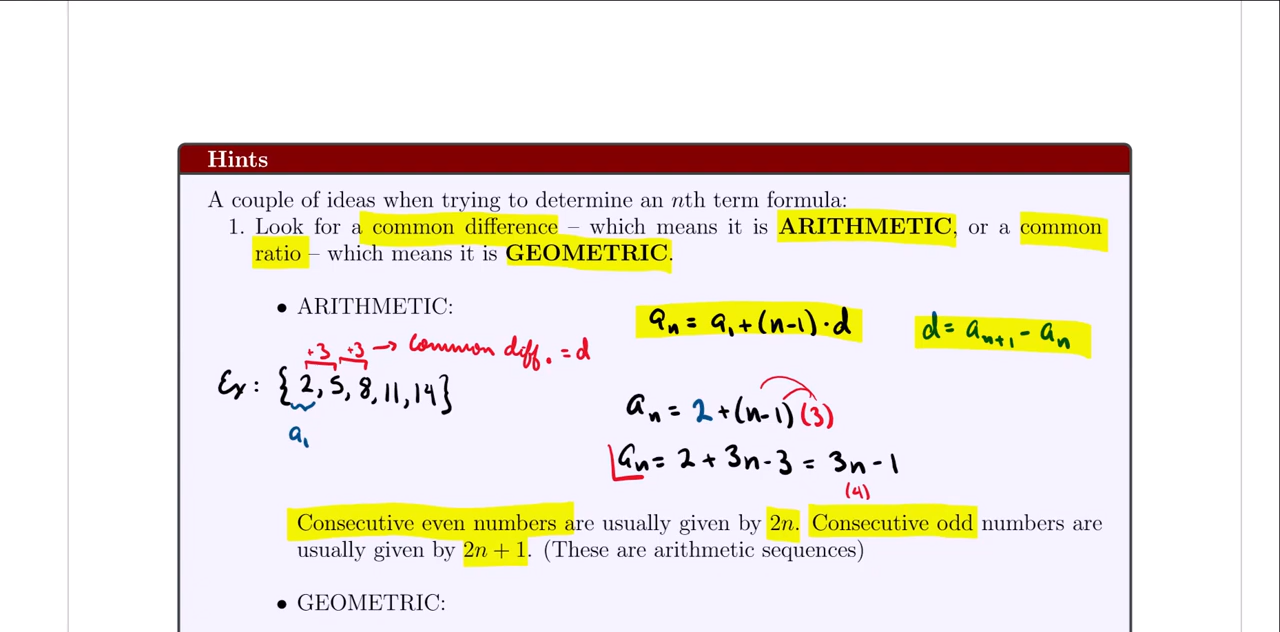 Hints
A couple of ideas when trying to determine an nth term formula:
1. Look for a common difference – which means it is ARITHMETIC, or a common
ratio – which means it is GEOMETRIC.
• ARITHMETIC:
aₙ = a₁ + (n-1)·d
d = aₙ₊₁ - aₙ
+3 +3 → common diff. = d
Ex: {2, 5, 8, 11, 14}
a₁
aₙ = 2 + (n-1)(3)
aₙ = 2 + 3n - 3 = 3n - 1
(4)
Consecutive even numbers are usually given by 2n. Consecutive odd numbers are
usually given by 2n + 1. (These are arithmetic sequences)
• GEOMETRIC: